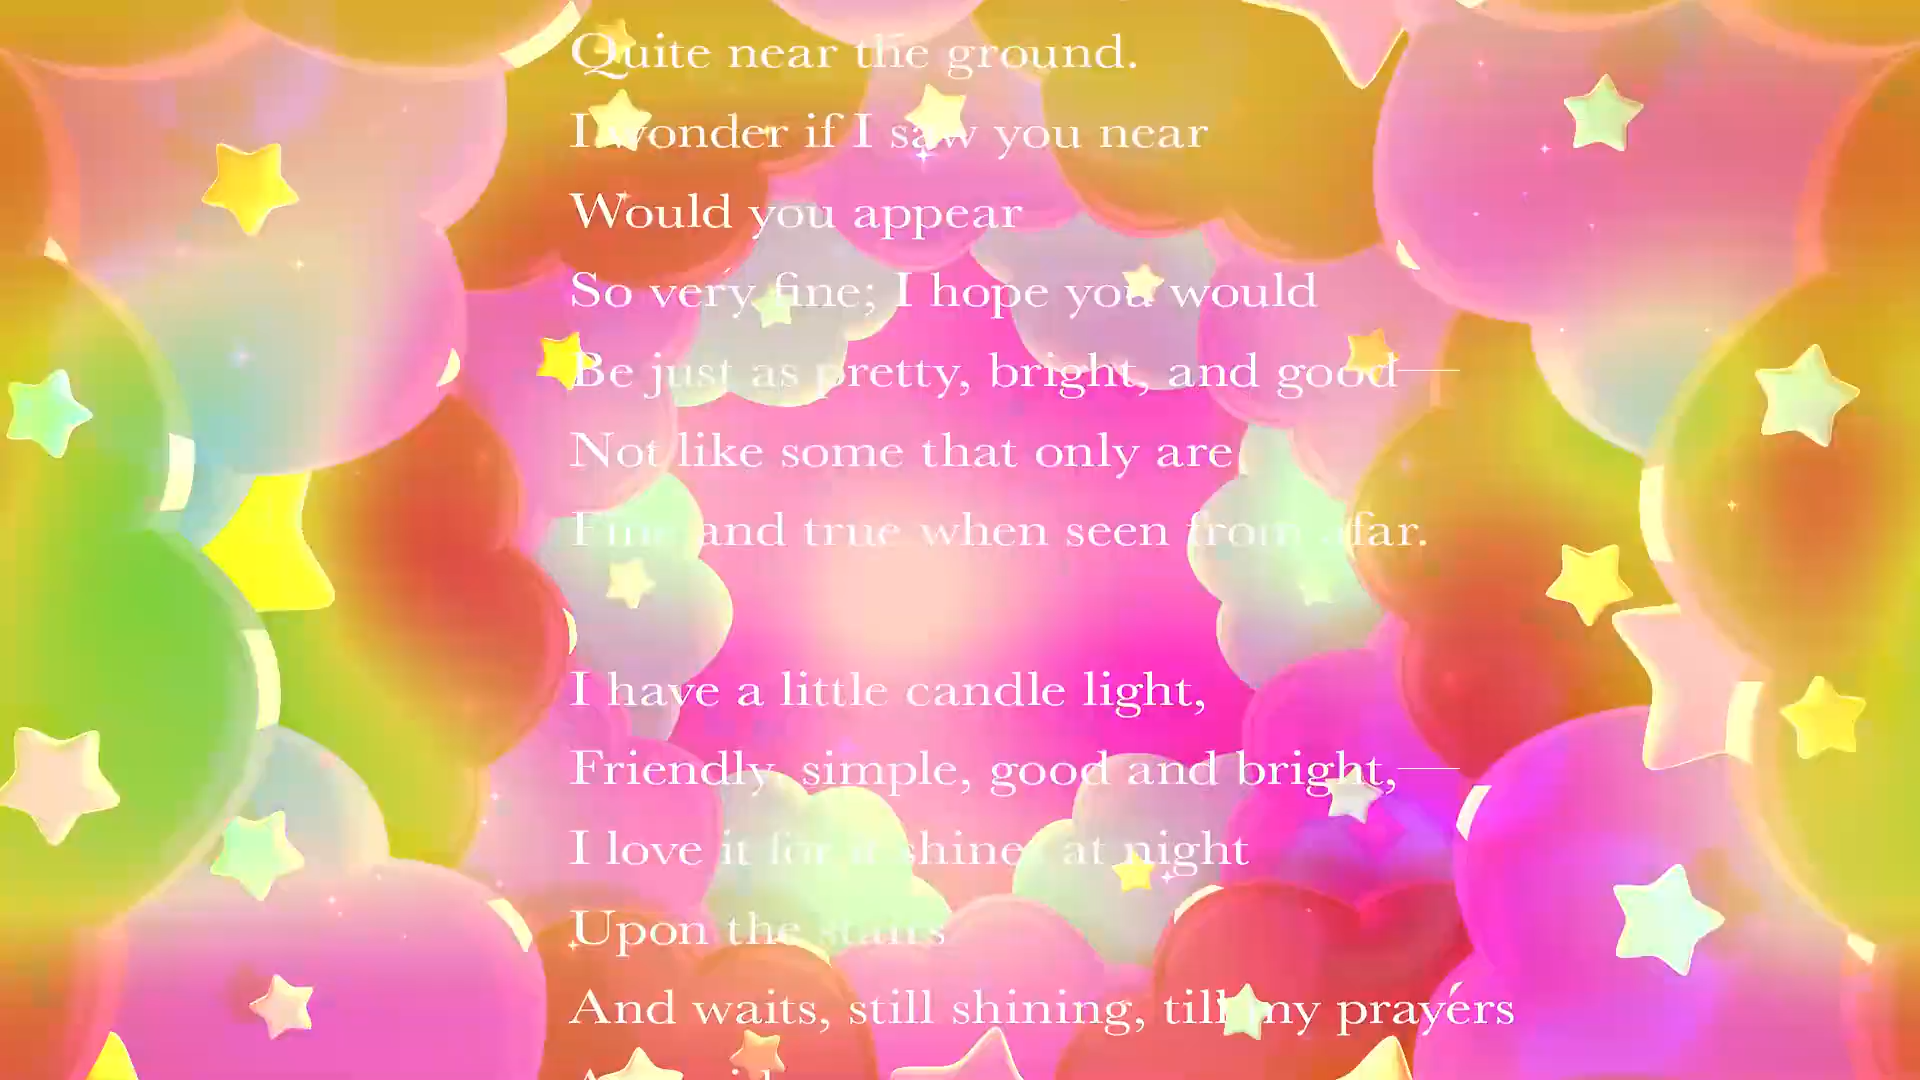 Quite near the ground.
I wonder if I saw you near
Would you appear
So very fine; I hope you would
Be just as pretty, bright, and good—
Not like some that only are
Fine and true when seen from afar.
I have a little candle light,
Friendly, simple, good and bright,—
I love it for it shines at night
Upon the stairs
And waits, still shining, till my prayers